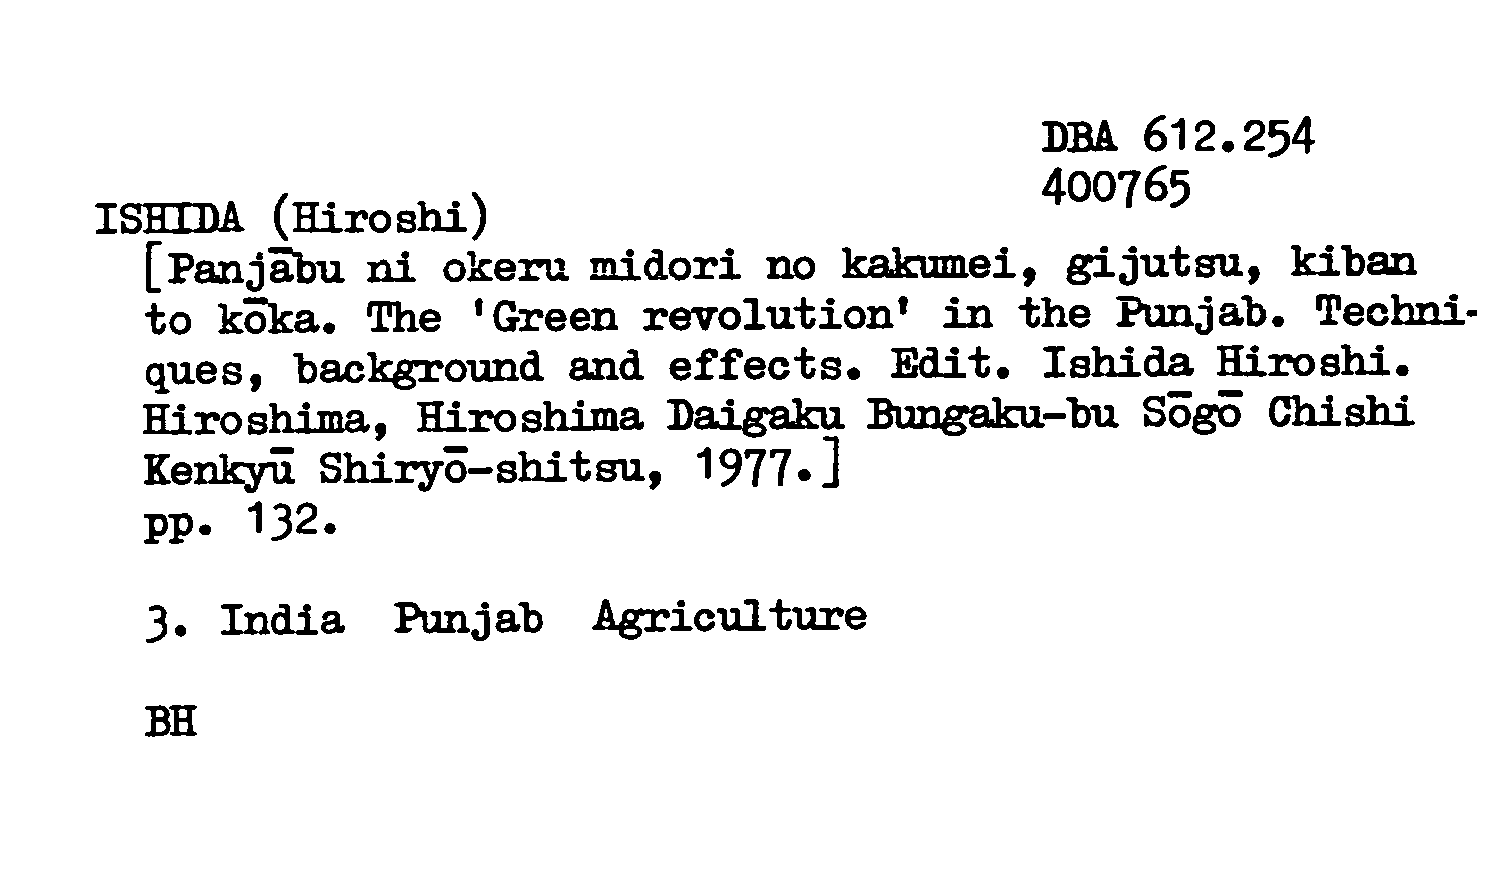 DBA 612.254
400765
ISHIDA (Hiroshi)
[Panjābu ni okeru midori no kakumei, gijutsu, kiban
to kōka. The 'Green revolution' in the Punjab. Techni-
ques, background and effects. Edit. Ishida Hiroshi.
Hiroshima, Hiroshima Daigaku Bungaku-bu Sōgō Chishi
Kenkyū Shiryō-shitsu, 1977.]
pp. 132.
3. India Punjab Agriculture
BH